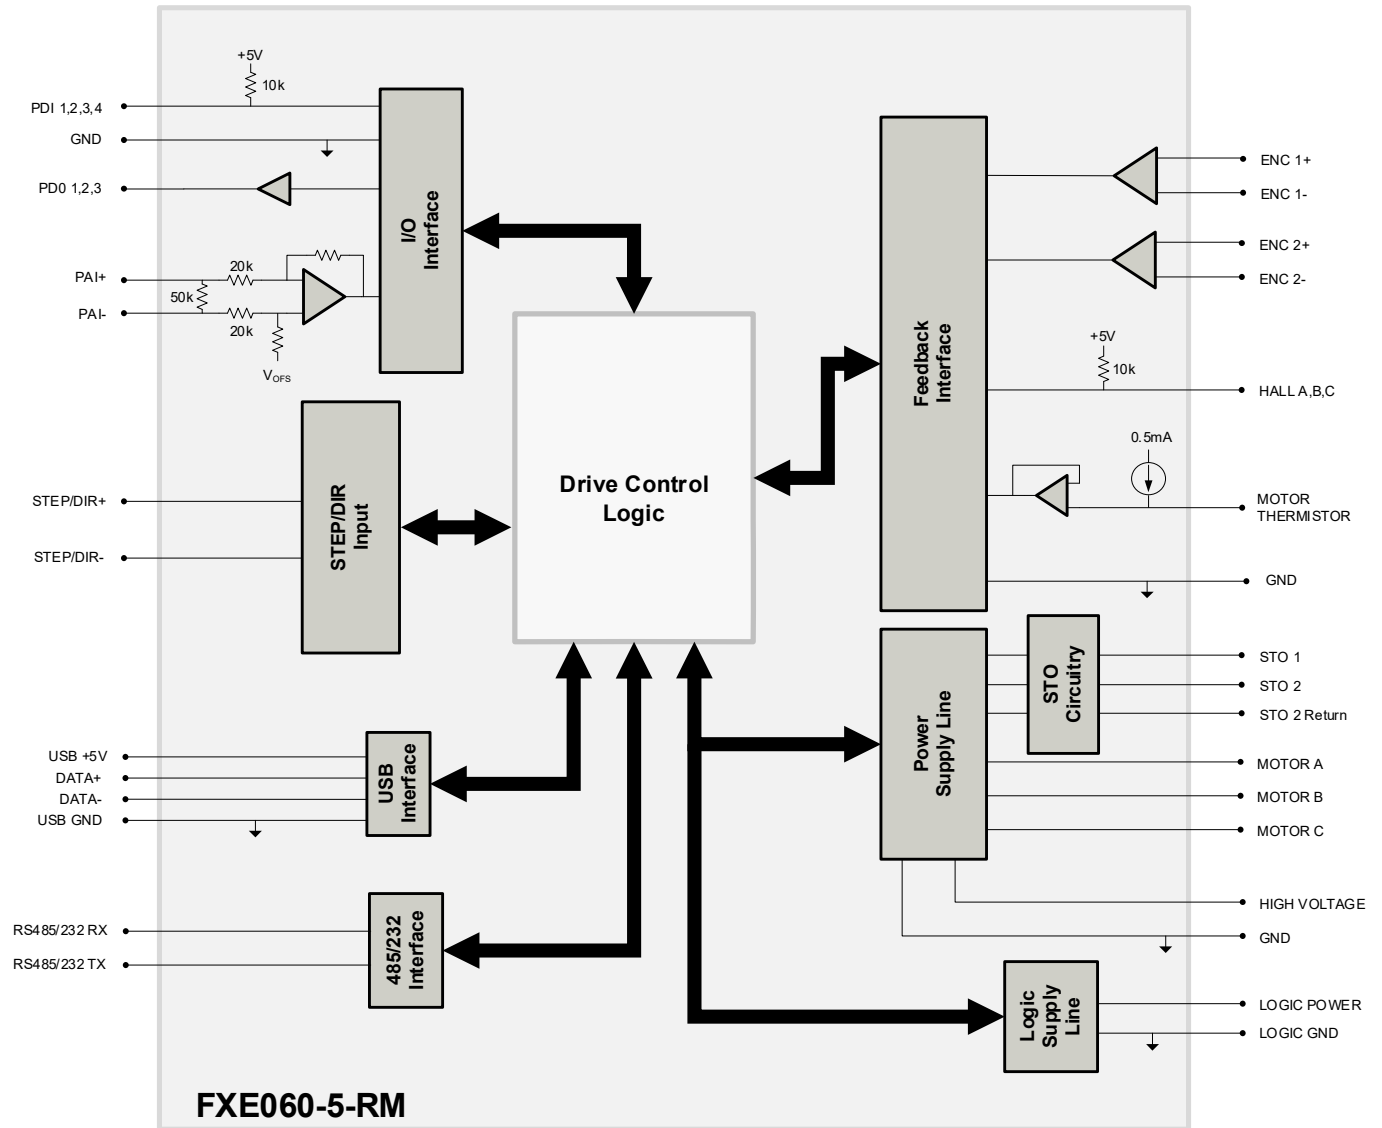 +5V
10k
PDI 1,2,3,4
GND
PD0 1,2,3
I/O
Interface
PAI+
20k
50k
PAI-
20k
VOFS
STEP/DIR+
STEP/DIR-
STEP/DIR
Input
USB +5V
DATA+
DATA-
USB GND
USB
Interface
RS485/232 RX
RS485/232 TX
485/232
Interface
Drive Control
Logic
Feedback
Interface
ENC 1+
ENC 1-
ENC 2+
ENC 2-
+5V
10k
HALL A,B,C
0.5mA
MOTOR
THERMISTOR
GND
Power
Supply Line
STO
Circuitry
STO 1
STO 2
STO 2 Return
MOTOR A
MOTOR B
MOTOR C
HIGH VOLTAGE
GND
Logic
Supply
Line
LOGIC POWER
LOGIC GND
FXE060-5-RM